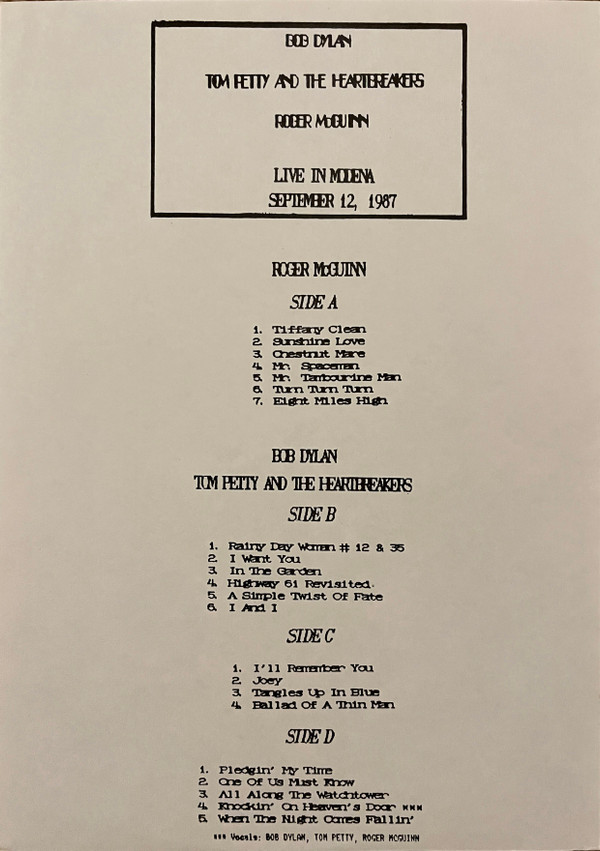 BOB DYLAN
TOM PETTY AND THE HEARTBREAKERS
ROGER McGUINN
LIVE IN MODENA
SEPTEMBER 12, 1987
ROGER McGUINN
SIDE A
1. Tiffany Clean
2. Sunshine Love
3. Chestnut Mare
4. Mr. Spaceman
5. Mr. Tambourine Man
6. Turn Turn Turn
7. Eight Miles High
BOB DYLAN
TOM PETTY AND THE HEARTBREAKERS
SIDE B
1. Rainy Day Woman # 12 & 35
2. I Want You
3. In The Garden
4. Highway 61 Revisited.
5. A Simple Twist Of Fate
6. I And I
SIDE C
1. I'll Remember You
2. Joey
3. Tangles Up In Blue
4. Ballad Of A Thin Man
SIDE D
1. Pledgin' My Time
2. One Of Us Must Know
3. All Along The Watchtower
4. Knockin' On Heaven's Door ***
5. When The Night Comes Fallin'
*** Vocals: BOB DYLAN, TOM PETTY, ROGER McGUINN